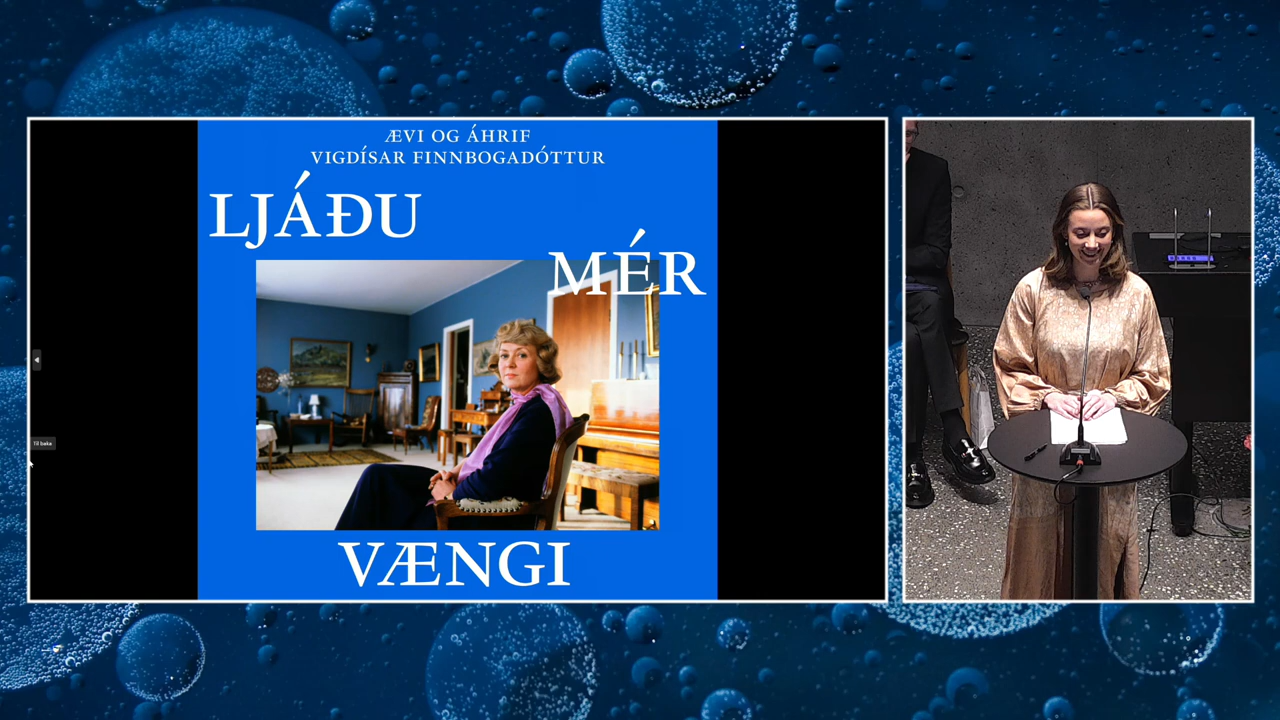 ÆVI OG ÁHRIF
VIGDÍSAR FINNBOGADÓTTUR
LJÁÐU
MÉR
VÆNGI
Til baka